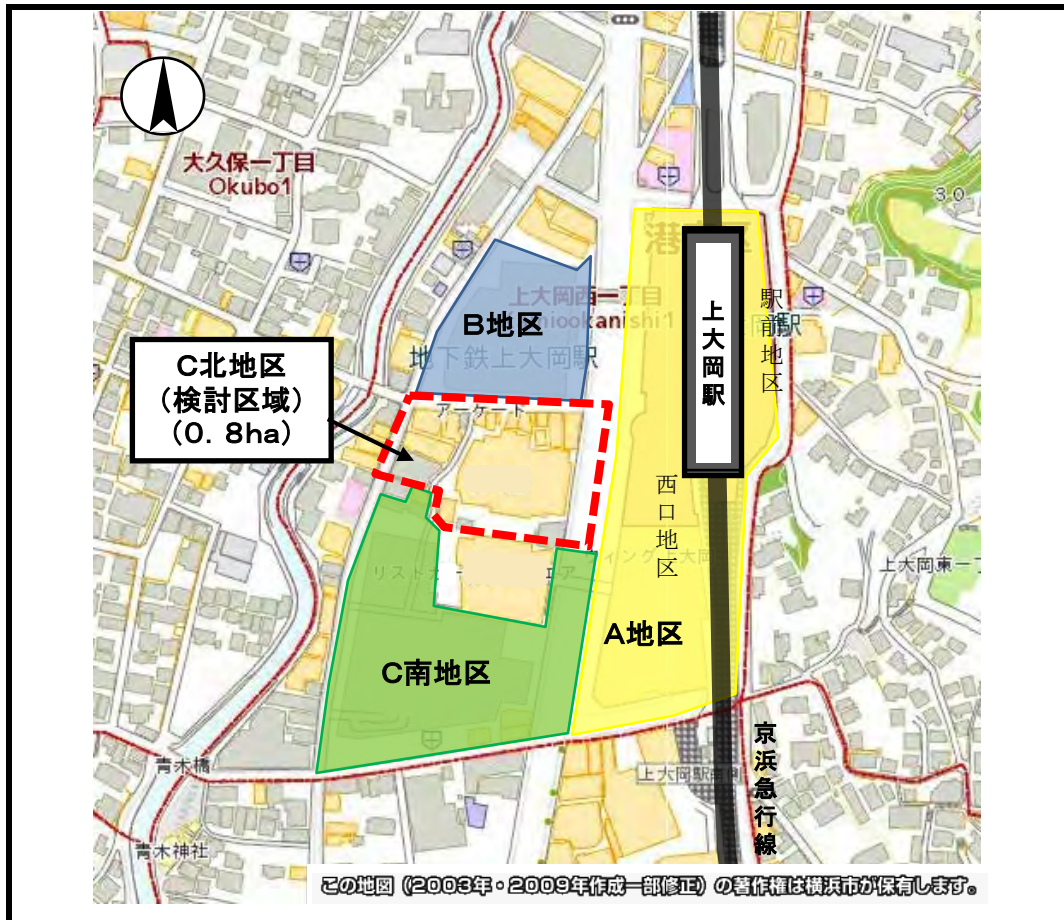 大久保一丁目
Okubo1
30
上大岡西一丁目
B地区
地下鉄上大岡駅
C北地区
(検討区域)
(0.8ha)
アーケード
上大岡駅
駅前地区
西口地区
上大岡東一丁
A地区
C南地区
京浜急行線
青木橋
青木神社
この地図(2003年・2009年作成一部修正)の著作権は横浜市が保有します。